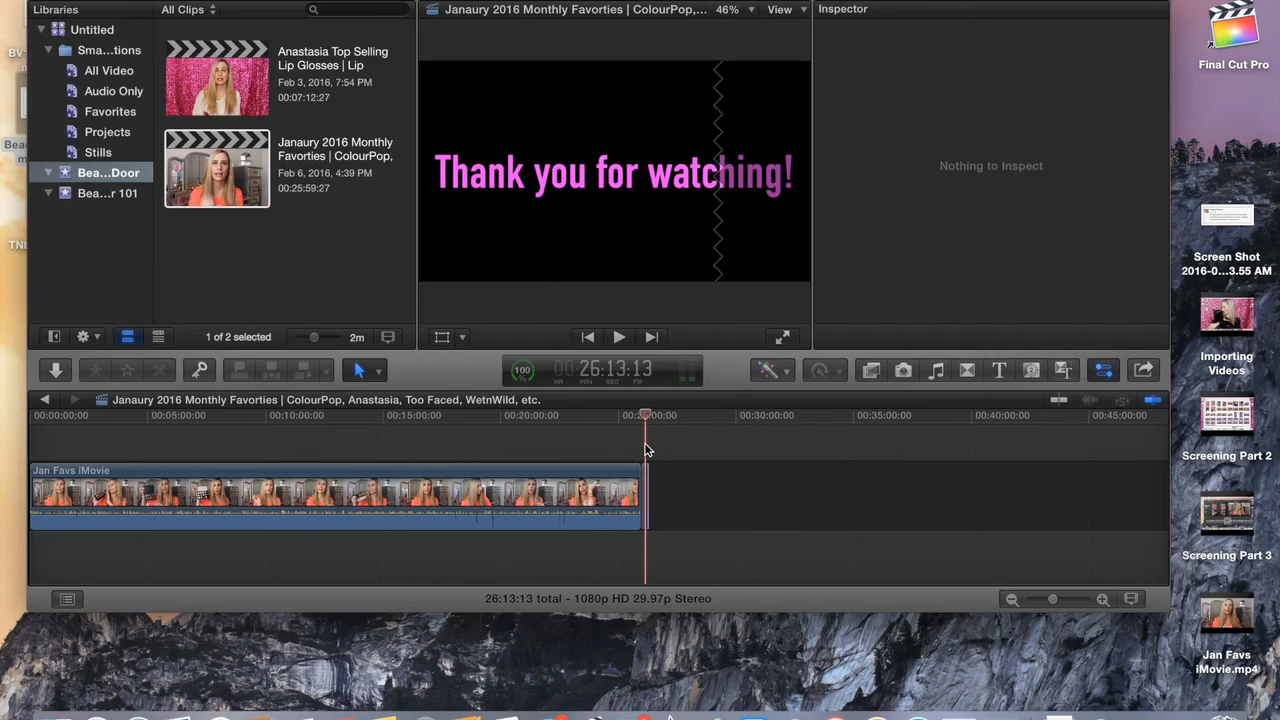 Libraries
All Clips
Janaury 2016 Monthly Favorties | ColourPop,...
46%
View
Inspector
Untitled
Sma...tions
All Video
Audio Only
Favorites
Projects
Stills
Bea...Door
Bea...r 101
Anastasia Top Selling
Lip Glosses | Lip
Feb 3, 2016, 7:54 PM
00:07:12:27
Janaury 2016 Monthly
Favorties | ColourPop,
Feb 6, 2016, 4:39 PM
00:25:59:27
Thank you for watching!
Nothing to Inspect
1 of 2 selected
2m
100
00:26:13:13
HR MIN SEC FR
Janaury 2016 Monthly Favorties | ColourPop, Anastasia, Too Faced, WetnWild, etc.
00:00:00:00
00:05:00:00
00:10:00:00
00:15:00:00
00:20:00:00
00:30:00:00
00:35:00:00
00:40:00:00
00:45:00:00
Jan Favs iMovie
26:13:13 total - 1080p HD 29.97p Stereo
Final Cut Pro
Screen Shot
2016-0...3.55 AM
Importing
Videos
Screening Part 2
Screening Part 3
Jan Favs
iMovie.mp4